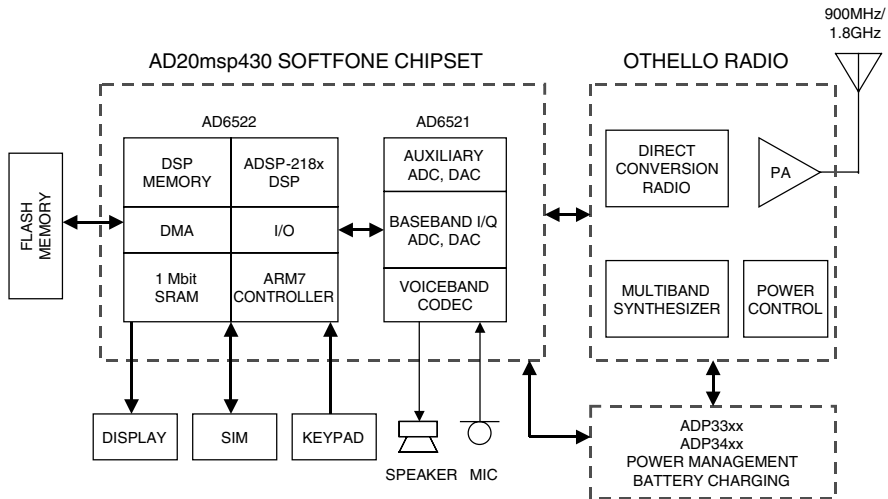 900MHz/
1.8GHz
AD20msp430 SOFTFONE CHIPSET
OTHELLO RADIO
AD6522
AD6521
FLASH
MEMORY
DSP
MEMORY
ADSP-218x
DSP
DMA
I/O
1 Mbit
SRAM
ARM7
CONTROLLER
AUXILIARY
ADC, DAC
BASEBAND I/Q
ADC, DAC
VOICEBAND
CODEC
DIRECT
CONVERSION
RADIO
PA
MULTIBAND
SYNTHESIZER
POWER
CONTROL
DISPLAY
SIM
KEYPAD
SPEAKER
MIC
ADP33xx
ADP34xx
POWER MANAGEMENT
BATTERY CHARGING